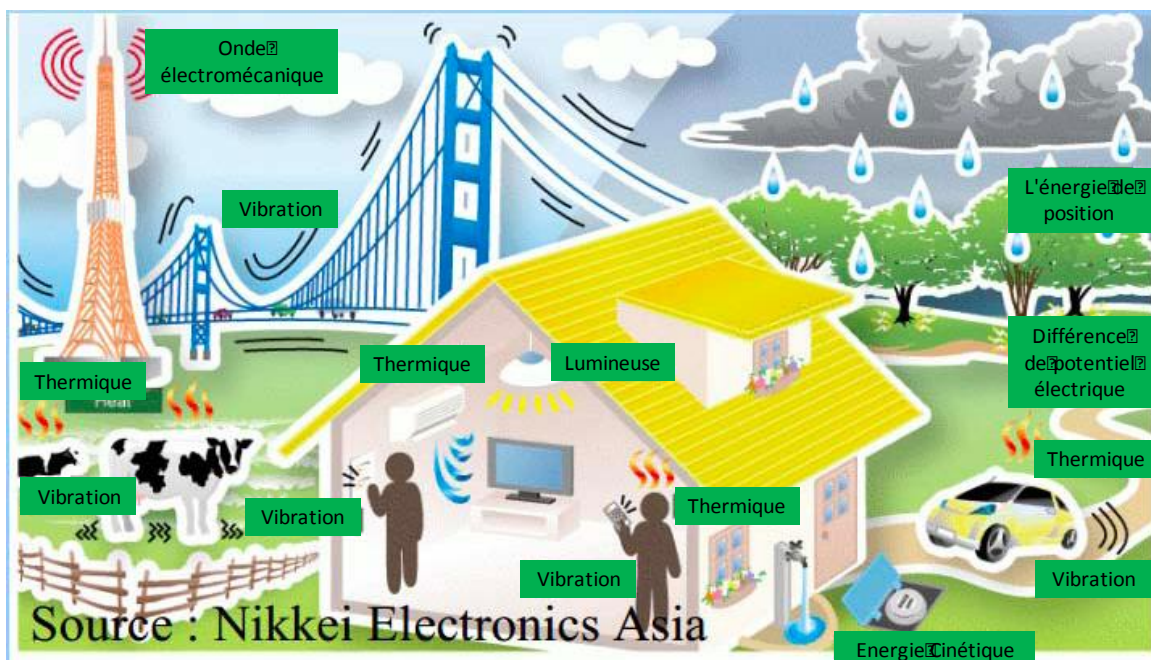 Onde
électromécanique
Vibration
L'énergie de
position
Thermique
Lumineuse
Différence
de potentiel
électrique
Thermique
Heat
Thermique
Vibration
Vibration
Thermique
Vibration
Vibration
Source : Nikkei Electronics Asia
Energie Cinétique